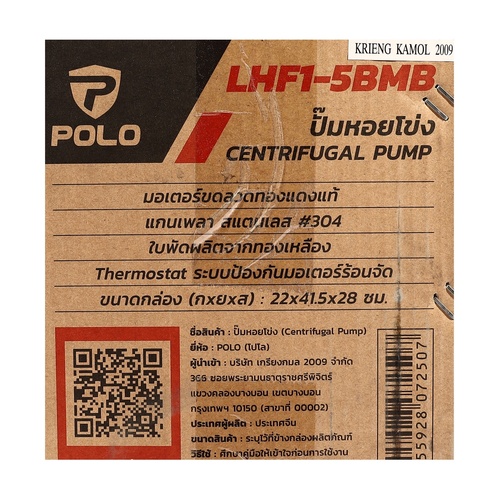 KRIENG KAMOL 2009
POLO
LHF1-5BMB
ปั๊มหอยโข่ง
CENTRIFUGAL PUMP
มอเตอร์ขดลวดทองแดงแท้
แกนเพลา สแตนเลส #304
ใบพัดผลิตจากทองเหลือง
Thermostat ระบบป้องกันมอเตอร์ร้อนจัด
ขนาดกล่อง (กxยxส) : 22x41.5x28 ซม.
ชื่อสินค้า : ปั๊มหอยโข่ง (Centrifugal Pump)
ยี่ห้อ : POLO (โปโล)
ผู้นำเข้า : บริษัท เกรียงกมล 2009 จำกัด
366 ซอยพระยามนธาตุราชศรีพิจิตร์
แขวงคลองบางบอน เขตบางบอน
กรุงเทพฯ 10150 (สาขาที่ 00002)
ประเทศผู้ผลิต : ประเทศจีน
ขนาดสินค้า : ระบุไว้ที่ข้างกล่องผลิตภัณฑ์
วิธีใช้ : ศึกษาคู่มือให้เข้าใจก่อนการใช้งาน
55928 072507